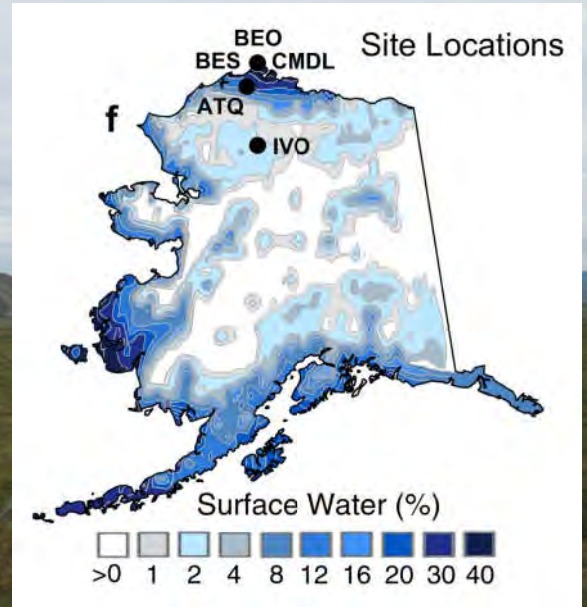 BEO
Site Locations
BES CMDL
ATQ
f
IVO
Surface Water (%)
>0 1 2 4 8 12 16 20 30 40